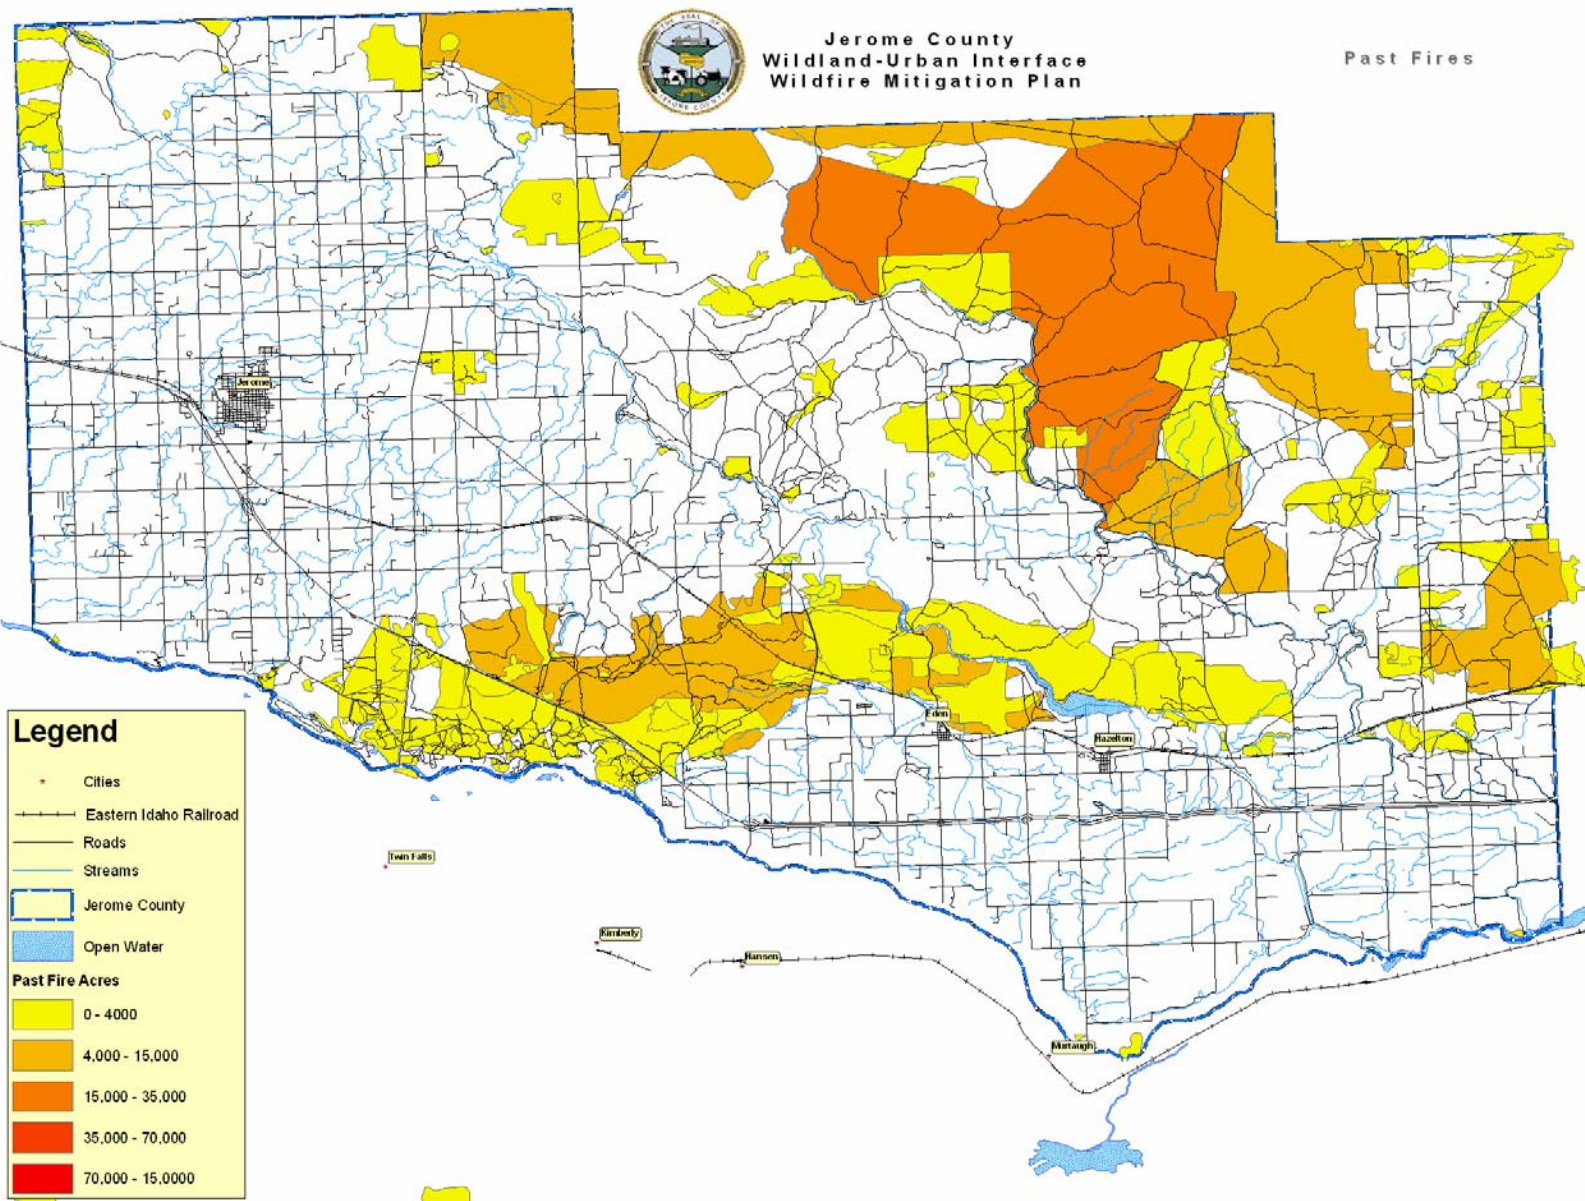 Jerome County
Wildland-Urban Interface
Wildfire Mitigation Plan
Past Fires
Jerome
Eden
Hazelton
Legend
Cities
Eastern Idaho Railroad
Roads
Streams
Jerome County
Open Water
Past Fire Acres
0 - 4000
4,000 - 15,000
15,000 - 35,000
35,000 - 70,000
70,000 - 15,0000
Twin Falls
Kimberly
Hansen
Murtaugh